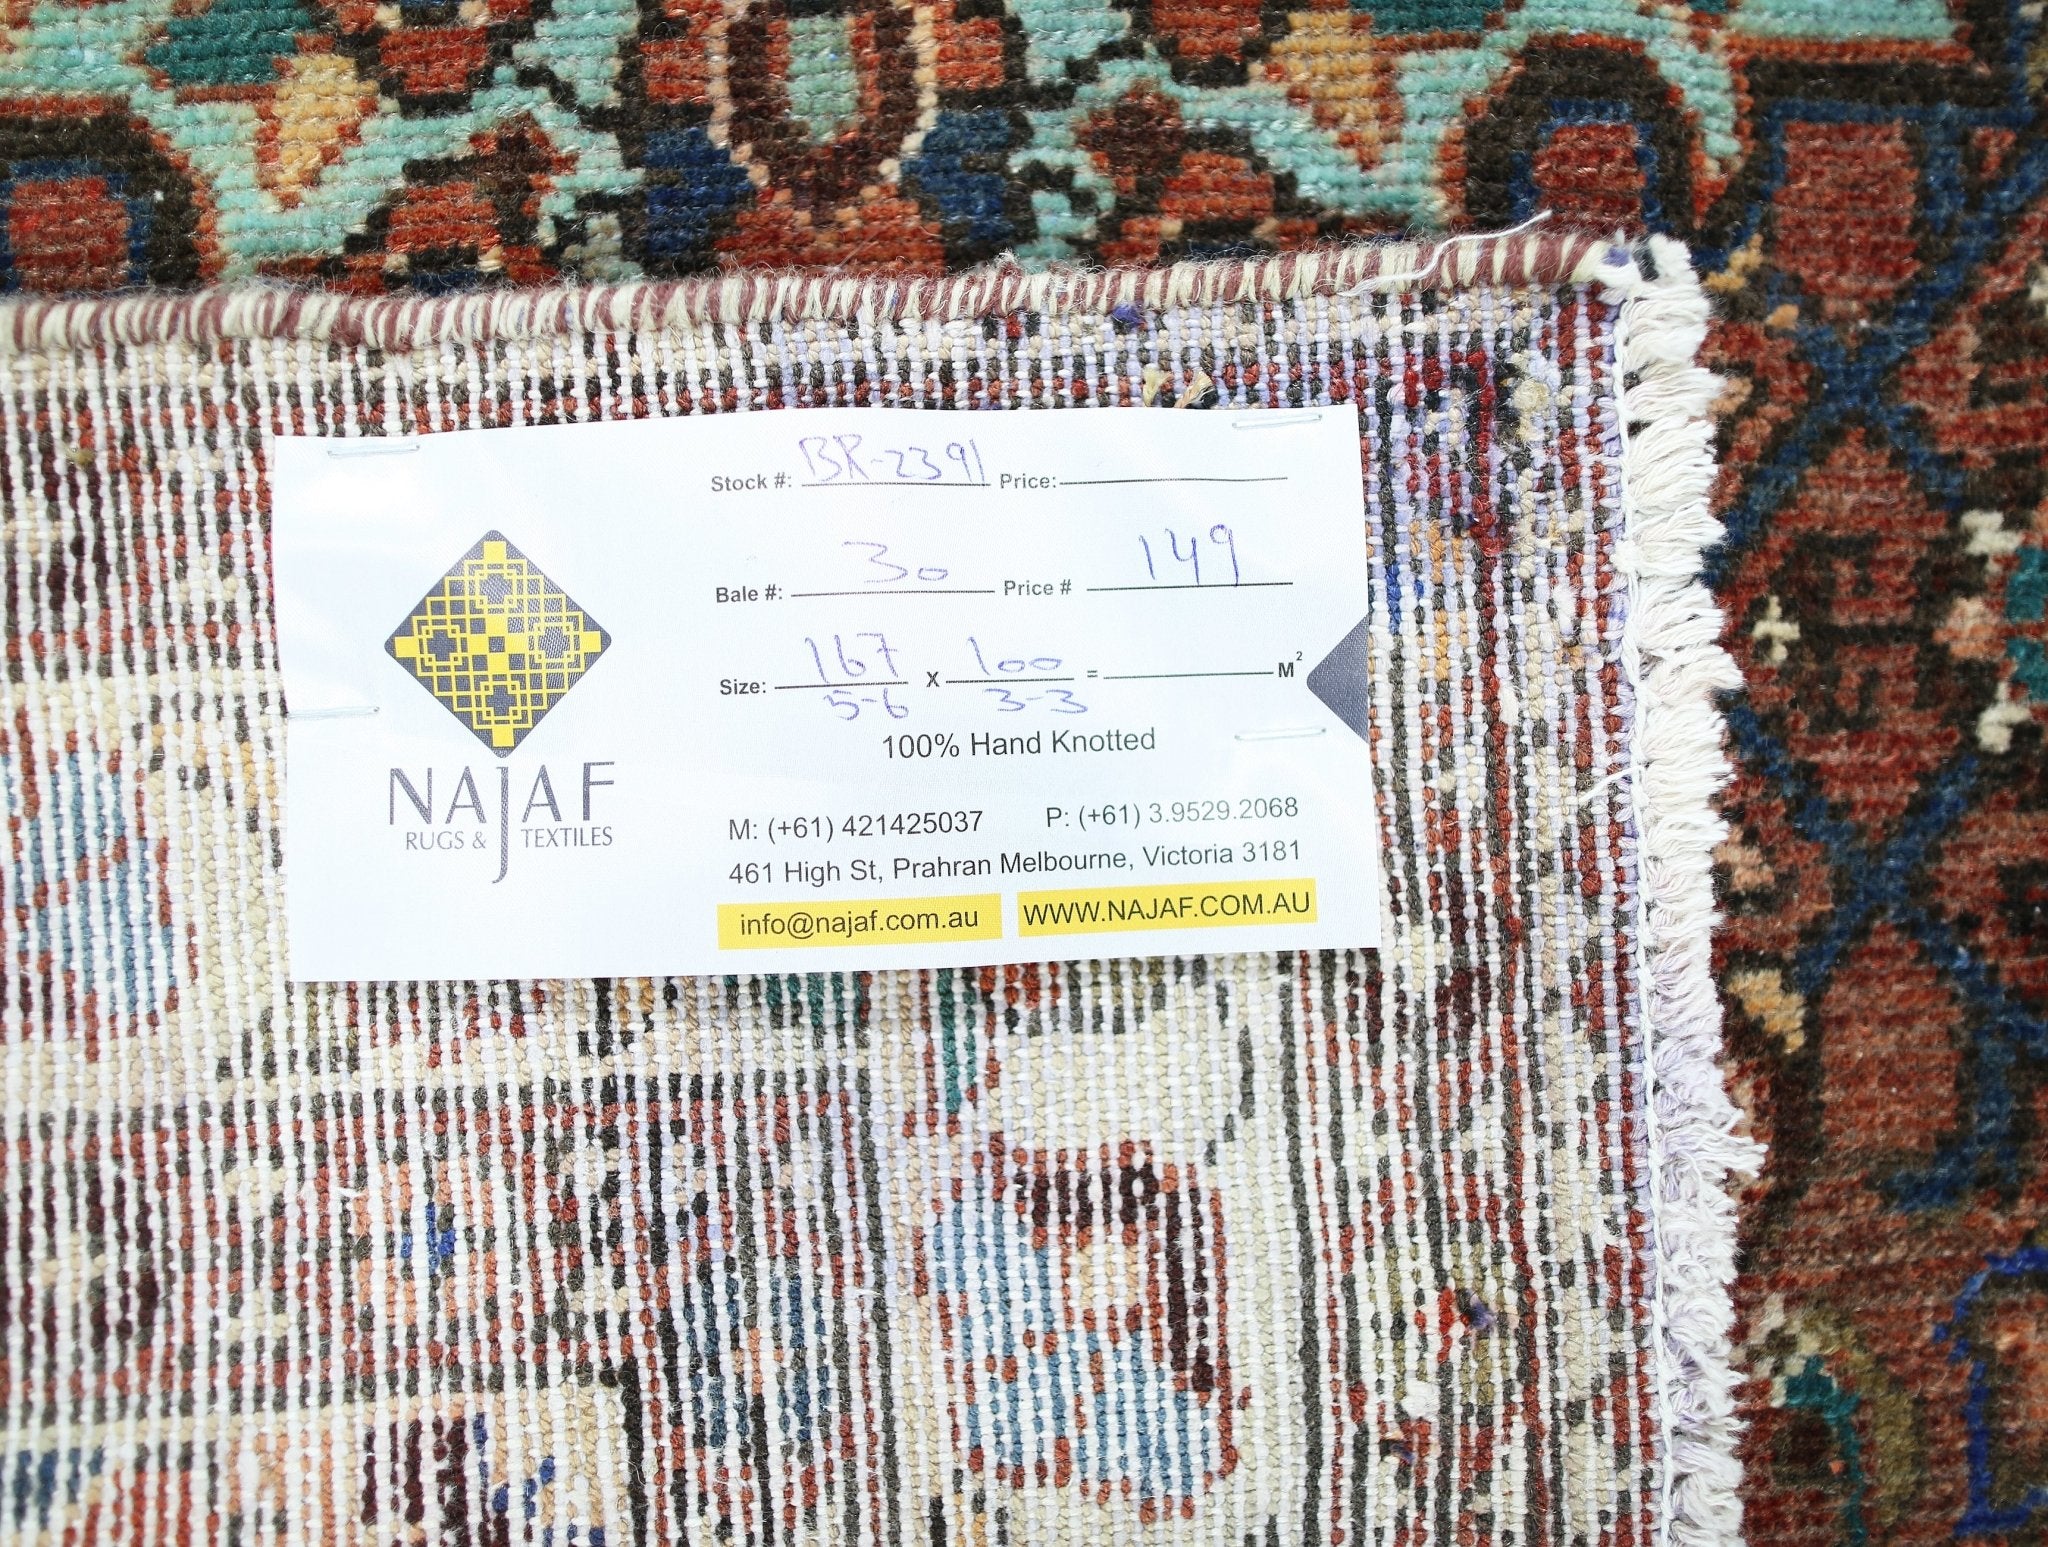 NAJAF
RUGS & TEXTILES
Stock #: BR-2391 Price:
Bale #: 30 Price # 149
Size: 167 x 100 = M²
5-6 3-3
100% Hand Knotted
M: (+61) 421425037 P: (+61) 3.9529.2068
461 High St, Prahran Melbourne, Victoria 3181
info@najaf.com.au WWW.NAJAF.COM.AU